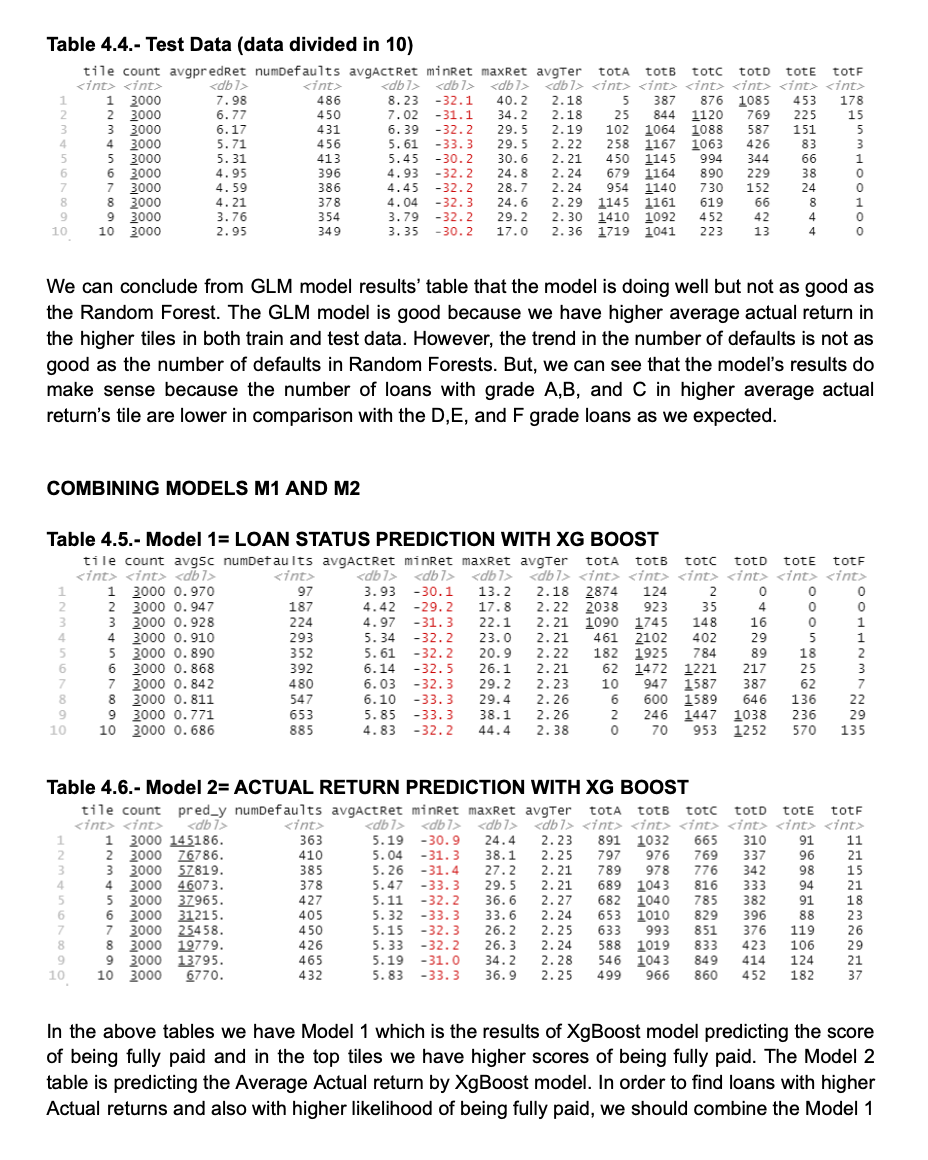 Table 4.4.- Test Data (data divided in 10)
tile count avgpredRet numDefaults avgActRet minRet maxRet avgTer totA totB totC totD totE totF
<int> <int> <dbl> <int> <dbl> <dbl> <dbl> <dbl> <int> <int> <int> <int> <int> <int>
1 1 3000 7.98 486 8.23 -32.1 40.2 2.18 5 387 876 1085 453 178
2 2 3000 6.77 450 7.02 -31.1 34.2 2.18 25 844 1120 769 225 15
3 3 3000 6.17 431 6.39 -32.2 29.5 2.19 102 1064 1088 587 151 5
4 4 3000 5.71 456 5.61 -33.3 29.5 2.22 258 1167 1063 426 83 3
5 5 3000 5.31 413 5.45 -30.2 30.6 2.21 450 1145 994 344 66 1
6 6 3000 4.95 396 4.93 -32.2 24.8 2.24 679 1164 890 229 38 0
7 7 3000 4.59 386 4.45 -32.2 28.7 2.24 954 1140 730 152 24 0
8 8 3000 4.21 378 4.04 -32.3 24.6 2.29 1145 1161 619 66 8 1
9 9 3000 3.76 354 3.79 -32.2 29.2 2.30 1410 1092 452 42 4 0
10 10 3000 2.95 349 3.35 -30.2 17.0 2.36 1719 1041 223 13 4 0
We can conclude from GLM model results' table that the model is doing well but not as good as
the Random Forest. The GLM model is good because we have higher average actual return in
the higher tiles in both train and test data. However, the trend in the number of defaults is not as
good as the number of defaults in Random Forests. But, we can see that the model's results do
make sense because the number of loans with grade A,B, and C in higher average actual
return's tile are lower in comparison with the D,E, and F grade loans as we expected.
COMBINING MODELS M1 AND M2
Table 4.5.- Model 1= LOAN STATUS PREDICTION WITH XG BOOST
tile count avgSc numDefaults avgActRet minRet maxRet avgTer totA totB totC totD totE totF
<int> <int> <dbl> <int> <dbl> <dbl> <dbl> <dbl> <int> <int> <int> <int> <int> <int>
1 1 3000 0.970 97 3.93 -30.1 13.2 2.18 2874 124 2 0 0 0
2 2 3000 0.947 187 4.42 -29.2 17.8 2.22 2038 923 35 4 0 0
3 3 3000 0.928 224 4.97 -31.3 22.1 2.21 1090 1745 148 16 0 1
4 4 3000 0.910 293 5.34 -32.2 23.0 2.21 461 2102 402 29 5 1
5 5 3000 0.890 352 5.61 -32.2 20.9 2.22 182 1925 784 89 18 2
6 6 3000 0.868 392 6.14 -32.5 26.1 2.21 62 1472 1221 217 25 3
7 7 3000 0.842 480 6.03 -32.3 29.2 2.23 10 947 1587 387 62 7
8 8 3000 0.811 547 6.10 -33.3 29.4 2.26 6 600 1589 646 136 22
9 9 3000 0.771 653 5.85 -33.3 38.1 2.26 2 246 1447 1038 236 29
10 10 3000 0.686 885 4.83 -32.2 44.4 2.38 0 70 953 1252 570 135
Table 4.6.- Model 2= ACTUAL RETURN PREDICTION WITH XG BOOST
tile count pred_y numDefaults avgActRet minRet maxRet avgTer totA totB totC totD totE totF
<int> <int> <dbl> <int> <dbl> <dbl> <dbl> <dbl> <int> <int> <int> <int> <int> <int>
1 1 3000 145186. 363 5.19 -30.9 24.4 2.23 891 1032 665 310 91 11
2 2 3000 76786. 410 5.04 -31.3 38.1 2.25 797 976 769 337 96 21
3 3 3000 57819. 385 5.26 -31.4 27.2 2.21 789 978 776 342 98 15
4 4 3000 46073. 378 5.47 -33.3 29.5 2.21 689 1043 816 333 94 21
5 5 3000 37965. 427 5.11 -32.2 36.6 2.27 682 1040 785 382 91 18
6 6 3000 31215. 405 5.32 -33.3 33.6 2.24 653 1010 829 396 88 23
7 7 3000 25458. 450 5.15 -32.3 26.2 2.25 633 993 851 376 119 26
8 8 3000 19779. 426 5.33 -32.2 26.3 2.24 588 1019 833 423 106 29
9 9 3000 13795. 465 5.19 -31.0 34.2 2.28 546 1043 849 414 124 21
10 10 3000 6770. 432 5.83 -33.3 36.9 2.25 499 966 860 452 182 37
In the above tables we have Model 1 which is the results of XgBoost model predicting the score
of being fully paid and in the top tiles we have higher scores of being fully paid. The Model 2
table is predicting the Average Actual return by XgBoost model. In order to find loans with higher
Actual returns and also with higher likelihood of being fully paid, we should combine the Model 1